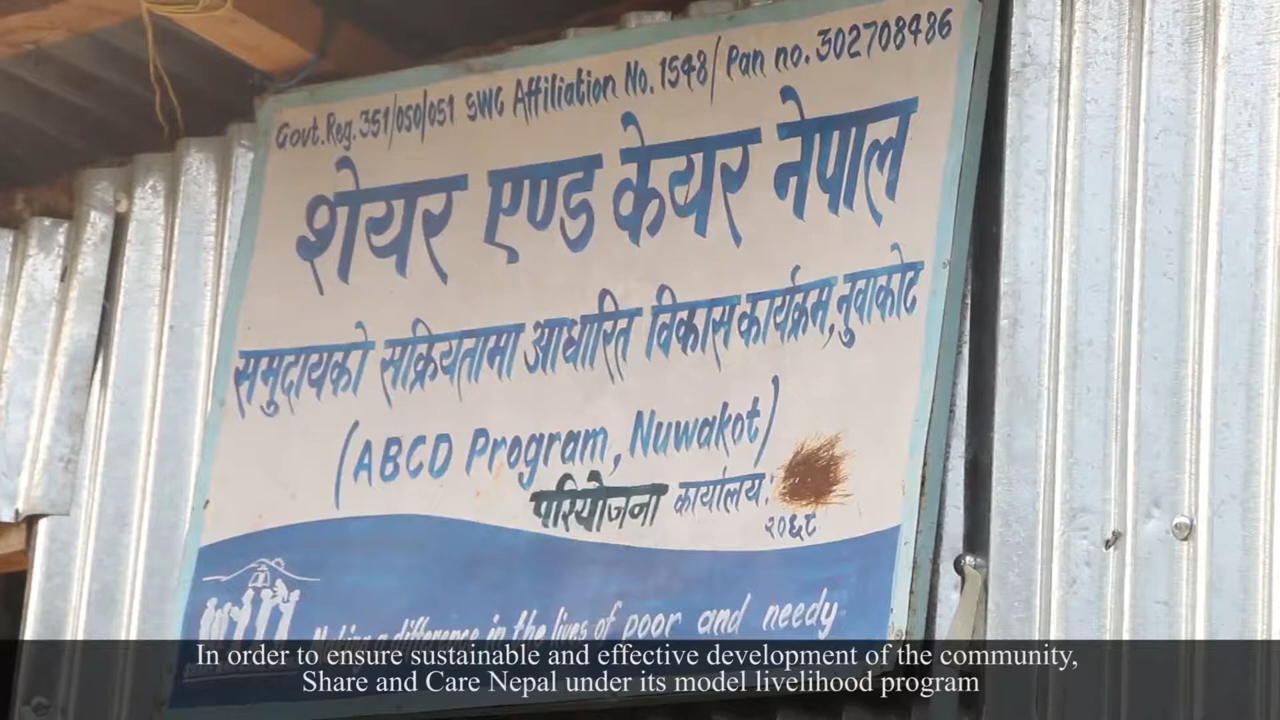 Govt.Reg.351/050/051 SWC Affiliation No.1548/ Pan no.302708486
शेयर एण्ड केयर नेपाल
समुदायको सक्रियतामा आधारित विकास कार्यक्रम,नुवाकोट
(ABCD Program, Nuwakot)
परियोजना कार्यालय:
२०६८
Making a difference in the lives of poor and needy
In order to ensure sustainable and effective development of the community,
Share and Care Nepal under its model livelihood program